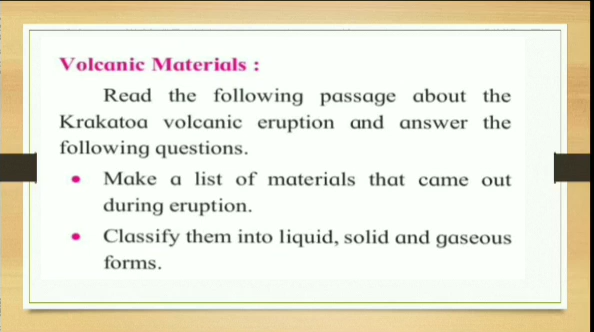 Volcanic Materials :
Read the following passage about the
Krakatoa volcanic eruption and answer the
following questions.
• Make a list of materials that came out
during eruption.
• Classify them into liquid, solid and gaseous
forms.